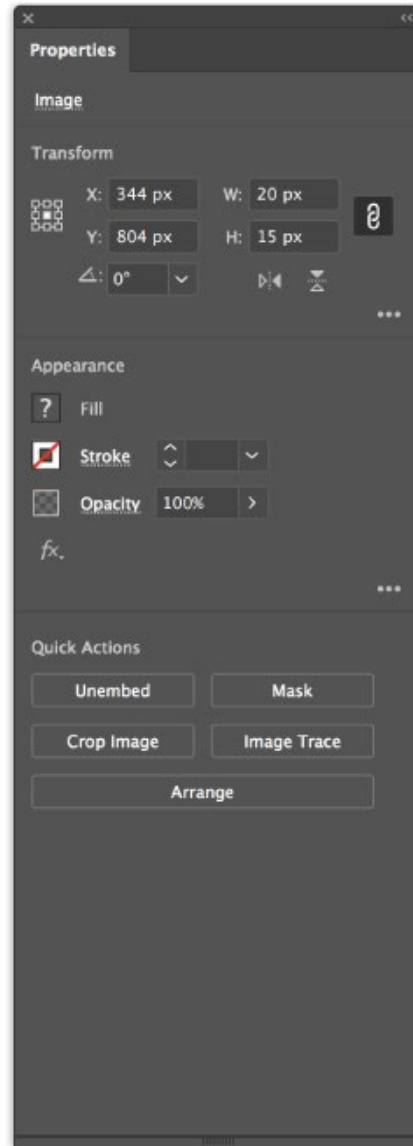 Properties
Image
Transform
X: 344 px W: 20 px
Y: 804 px H: 15 px
0°
Appearance
? Fill
Stroke
Opacity 100%
fx.
Quick Actions
Unembed Mask
Crop Image Image Trace
Arrange